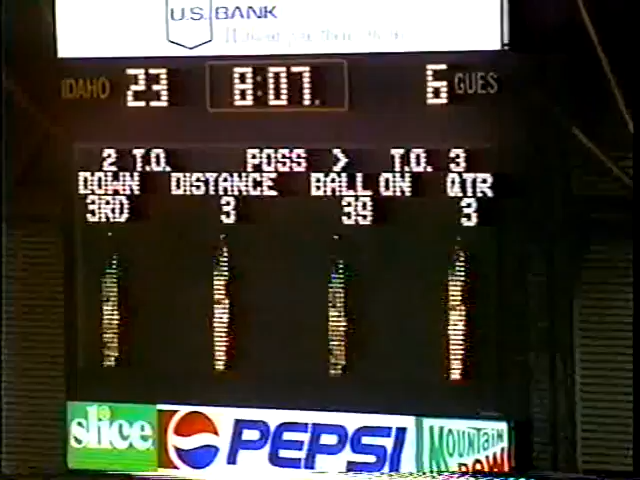 U.S. BANK
IDAHO 23 8:07 6 GUES
2 T.O. POSS > T.O. 3
DOWN DISTANCE BALL ON QTR
3RD 3 39 3
slice PEPSI MOUNTAIN DEW